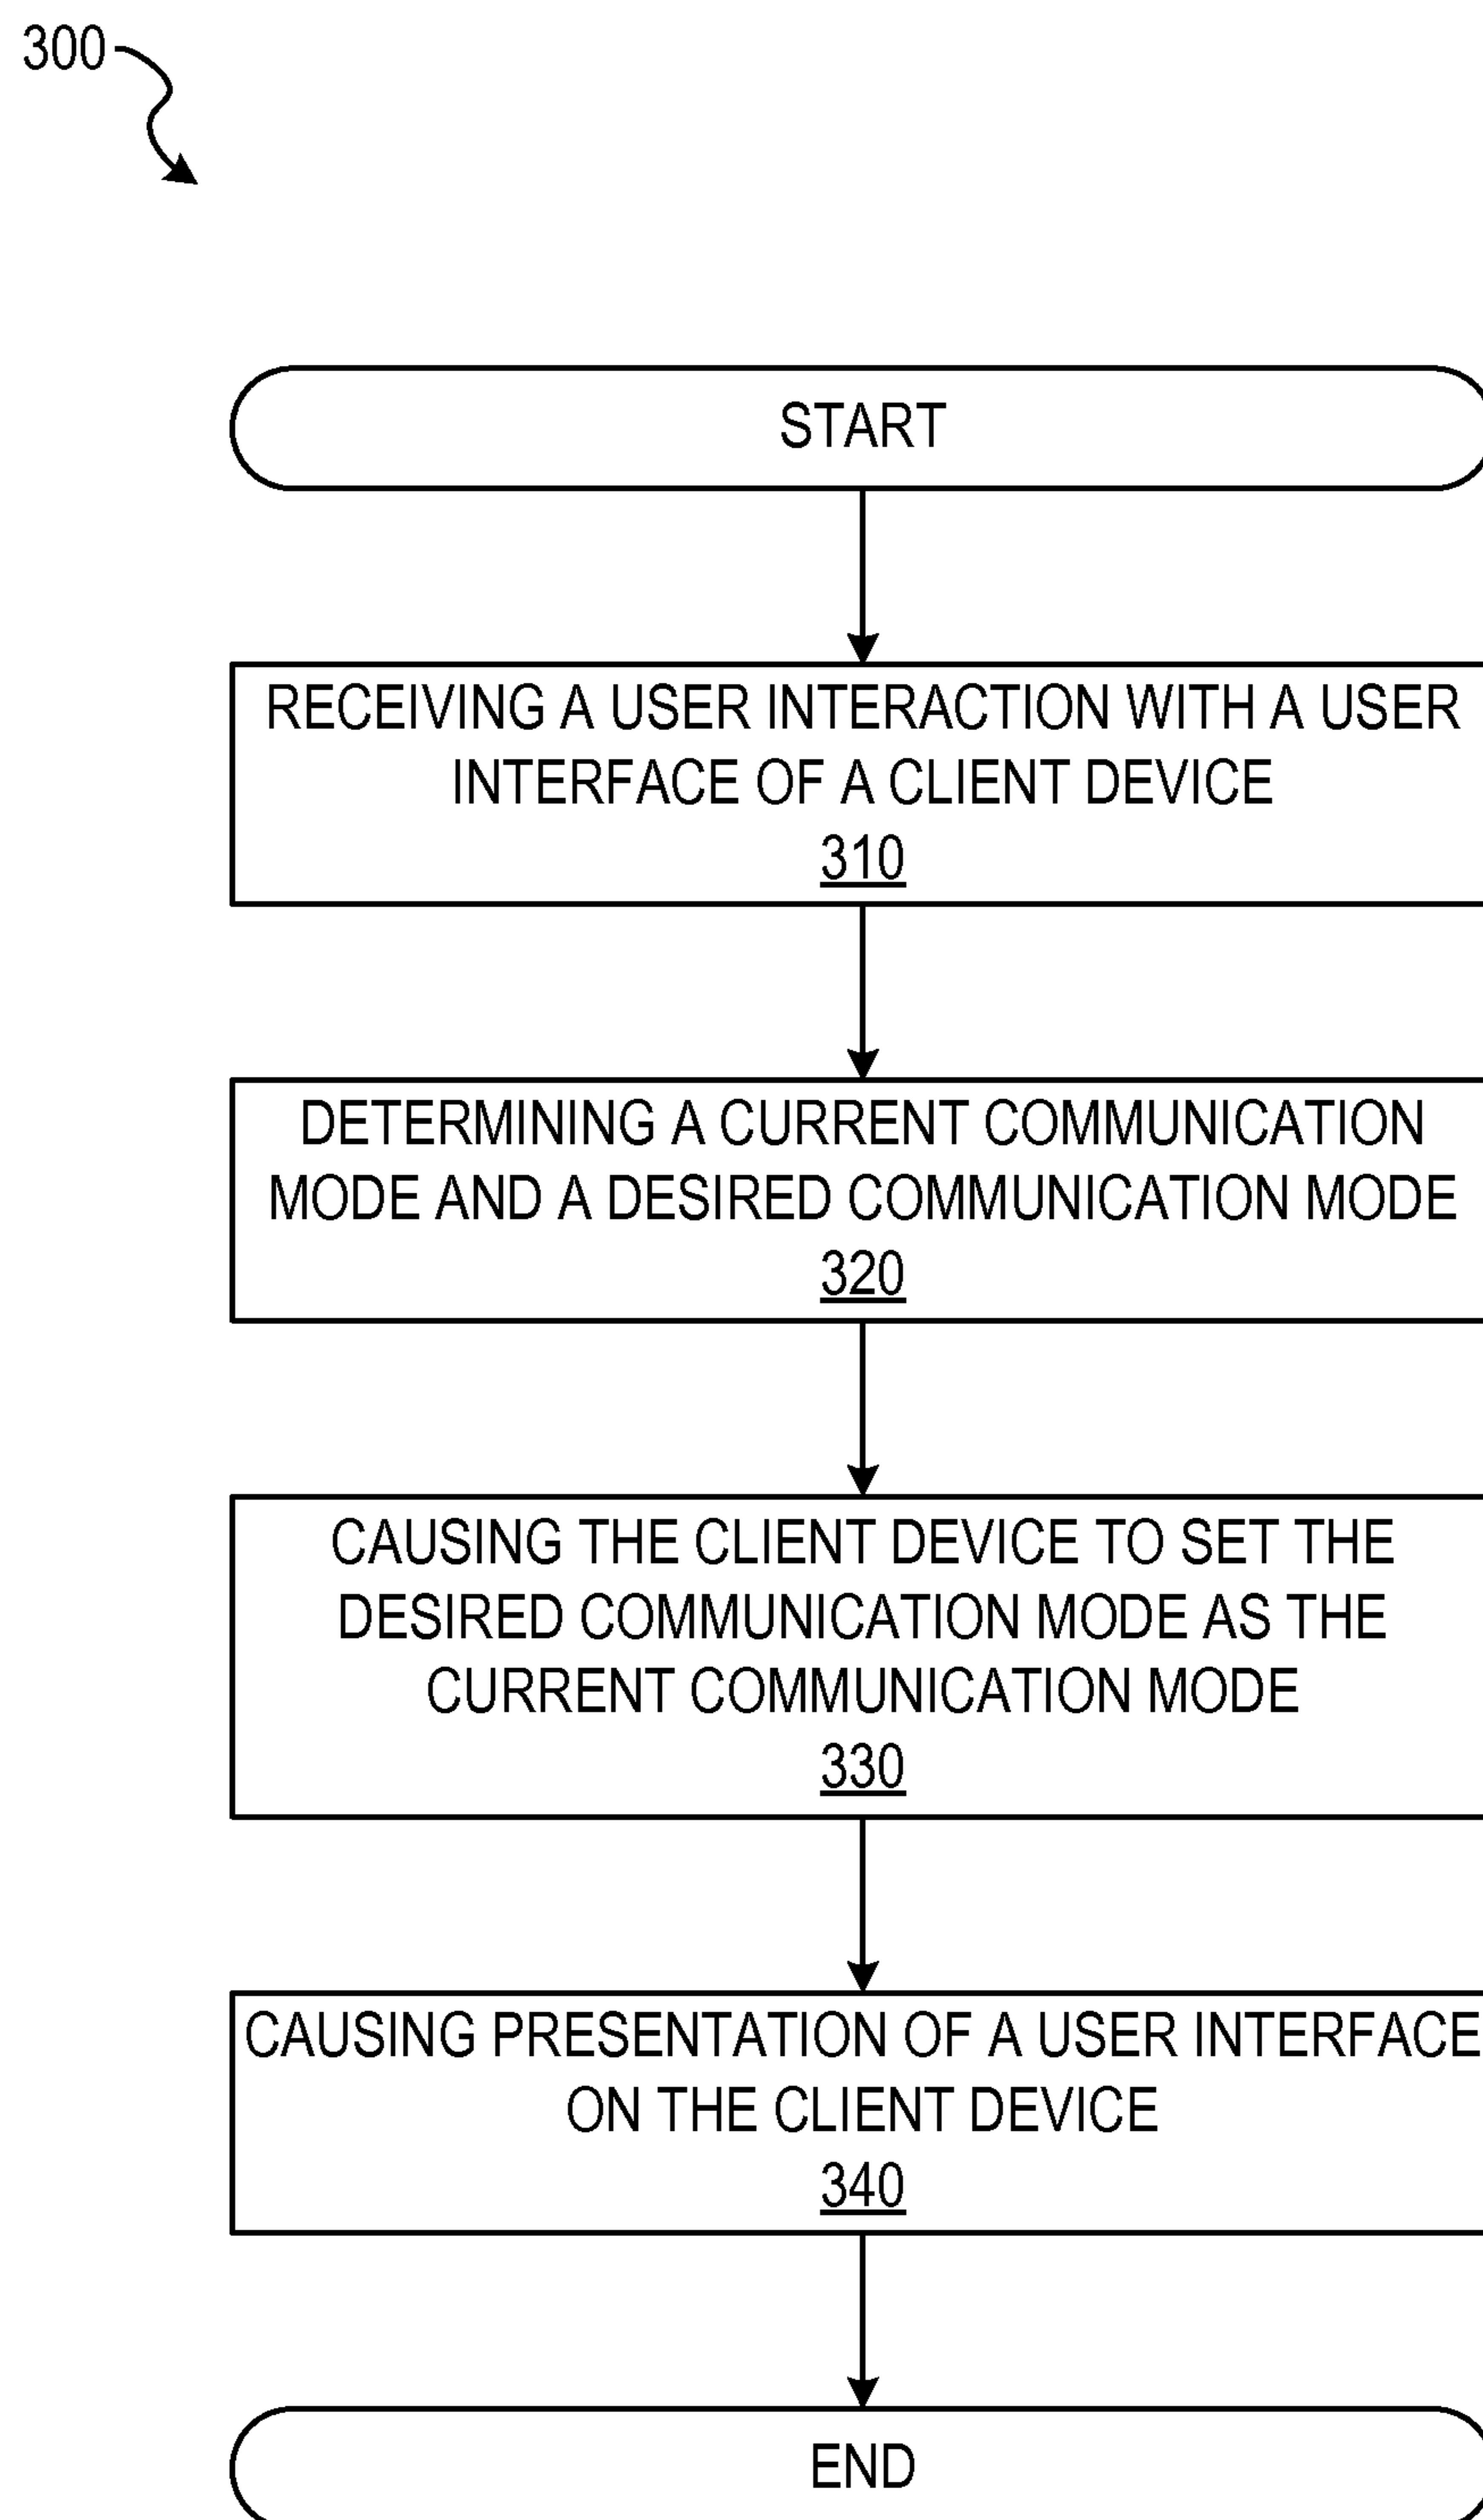 300
START
RECEIVING A USER INTERACTION WITH A USER
INTERFACE OF A CLIENT DEVICE
310
DETERMINING A CURRENT COMMUNICATION
MODE AND A DESIRED COMMUNICATION MODE
320
CAUSING THE CLIENT DEVICE TO SET THE
DESIRED COMMUNICATION MODE AS THE
CURRENT COMMUNICATION MODE
330
CAUSING PRESENTATION OF A USER INTERFACE
ON THE CLIENT DEVICE
340
END